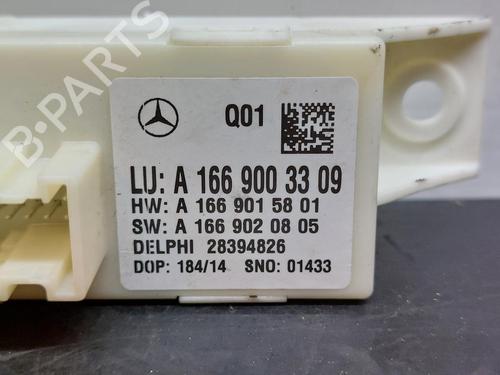 B-PARTS
Q01
LU: A 166 900 33 09
HW: A 166 901 58 01
SW: A 166 902 08 05
DELPHI 28394826
DOP: 184/14 SNO: 01433